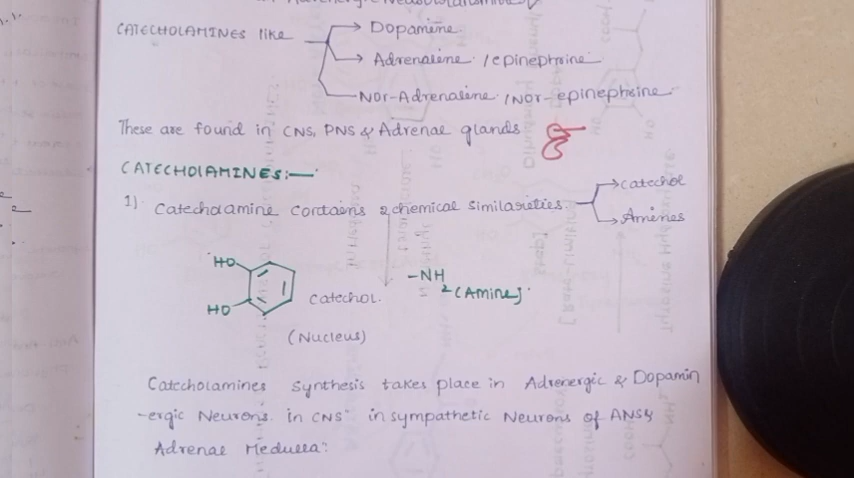 CATECHOLAMINES like
Dopamine
Adrenaline / epinephrine
Nor-Adrenaline / Nor-epinephrine
These are found in CNS, PNS & Adrenal glands
CATECHOLAMINES:—
1) Catecholamine contains 2 chemical similarities
catechol
Amines
HO
HO
catechol.
(Nucleus)
-NH2 (Amine)
Catecholamines synthesis takes place in Adrenergic & Dopamin
-ergic Neurons in CNS in sympathetic Neurons of ANS &
Adrenal Medulla: